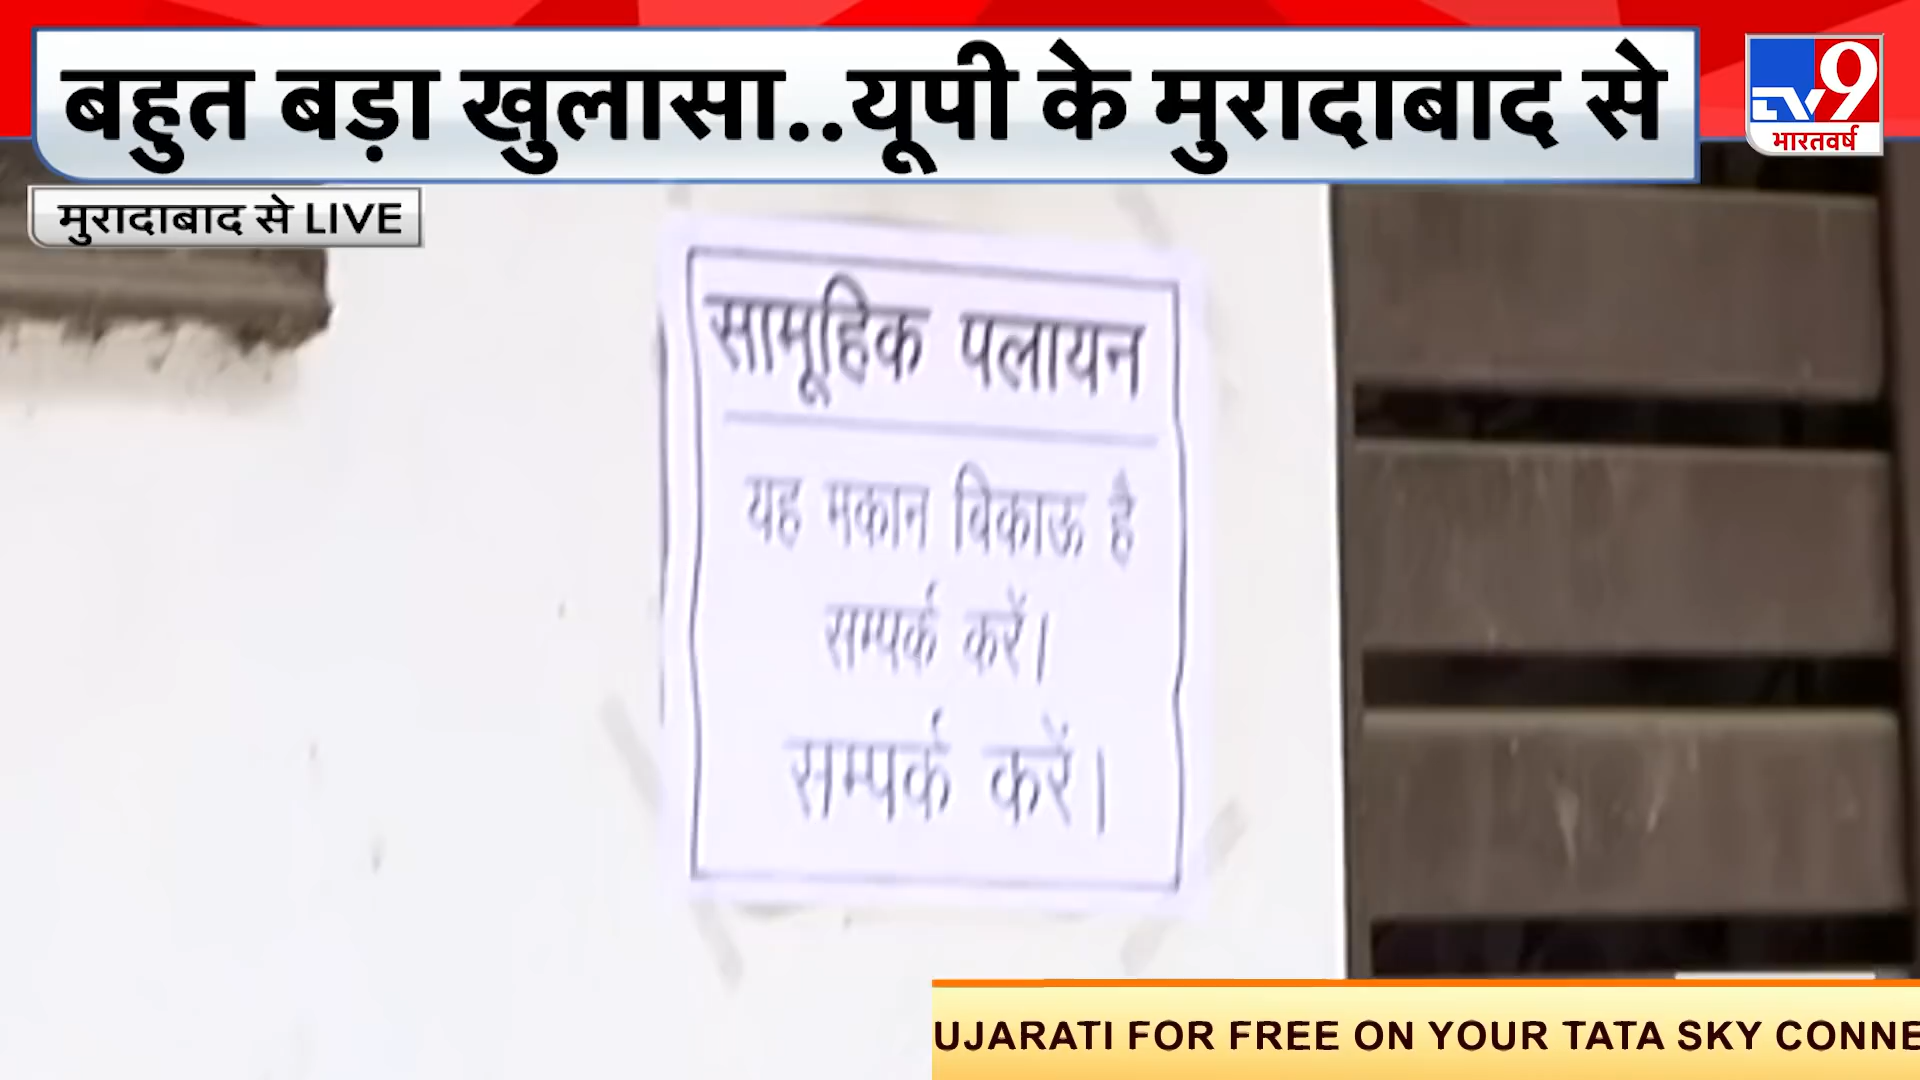 बहुत बड़ा खुलासा..यूपी के मुरादाबाद से
TV9
भारतवर्ष
मुरादाबाद से LIVE
सामूहिक पलायन
यह मकान बिकाऊ है
सम्पर्क करें।
सम्पर्क करें।
UJARATI FOR FREE ON YOUR TATA SKY CONNE